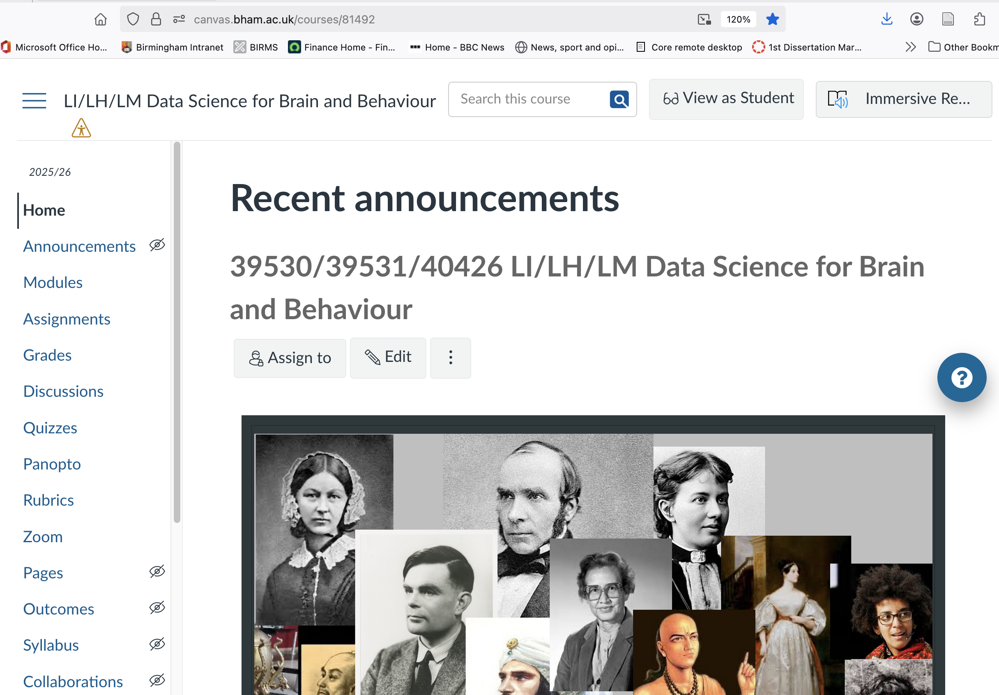 canvas.bham.ac.uk/courses/81492
120%
Microsoft Office Ho...
Birmingham Intranet
BIRMS
Finance Home - Fin...
Home - BBC News
News, sport and opi...
Core remote desktop
1st Dissertation Mar...
Other Bookm
LI/LH/LM Data Science for Brain and Behaviour
Search this course
View as Student
Immersive Re...
2025/26
Home
Announcements
Modules
Assignments
Grades
Discussions
Quizzes
Panopto
Rubrics
Zoom
Pages
Outcomes
Syllabus
Collaborations
Recent announcements
39530/39531/40426 LI/LH/LM Data Science for Brain
and Behaviour
Assign to
Edit
?